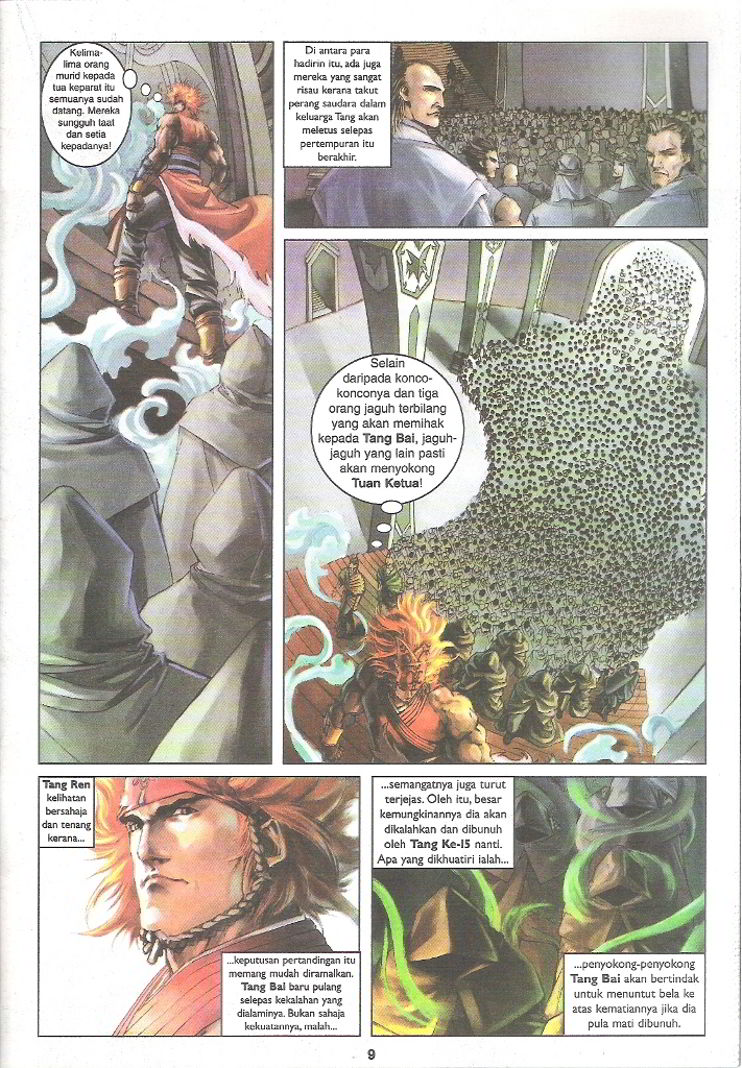 Kelima-
lima orang
murid kepada
tua keparat itu
semuanya sudah
datang. Mereka
sungguh taat
dan setia
kepadanya!
Di antara para
hadirin itu, ada juga
mereka yang sangat
risau kerana takut
perang saudara dalam
keluarga Tang akan
meletus selepas
pertempuran itu
berakhir.
Selain
daripada konco-
konconya dan tiga
orang jaguh terbilang
yang akan memihak
kepada Tang Bai, jaguh-
jaguh yang lain pasti
akan menyokong
Tuan Ketua!
Tang Ren
kelihatan
bersahaja
dan tenang
kerana...
...keputusan pertandingan itu
memang mudah diramalkan.
Tang Bai baru pulang
selepas kekalahan yang
dialaminya. Bukan sahaja
kekuatannya, malah...
...semangatnya juga turut
terjejas. Oleh itu, besar
kemungkinannya dia akan
dikalahkan dan dibunuh
oleh Tang Ke-15 nanti.
Apa yang dikhuatiri ialah...
...penyokong-penyokong
Tang Bai akan bertindak
untuk menuntut bela ke
atas kematiannya jika dia
pula mati dibunuh.
9